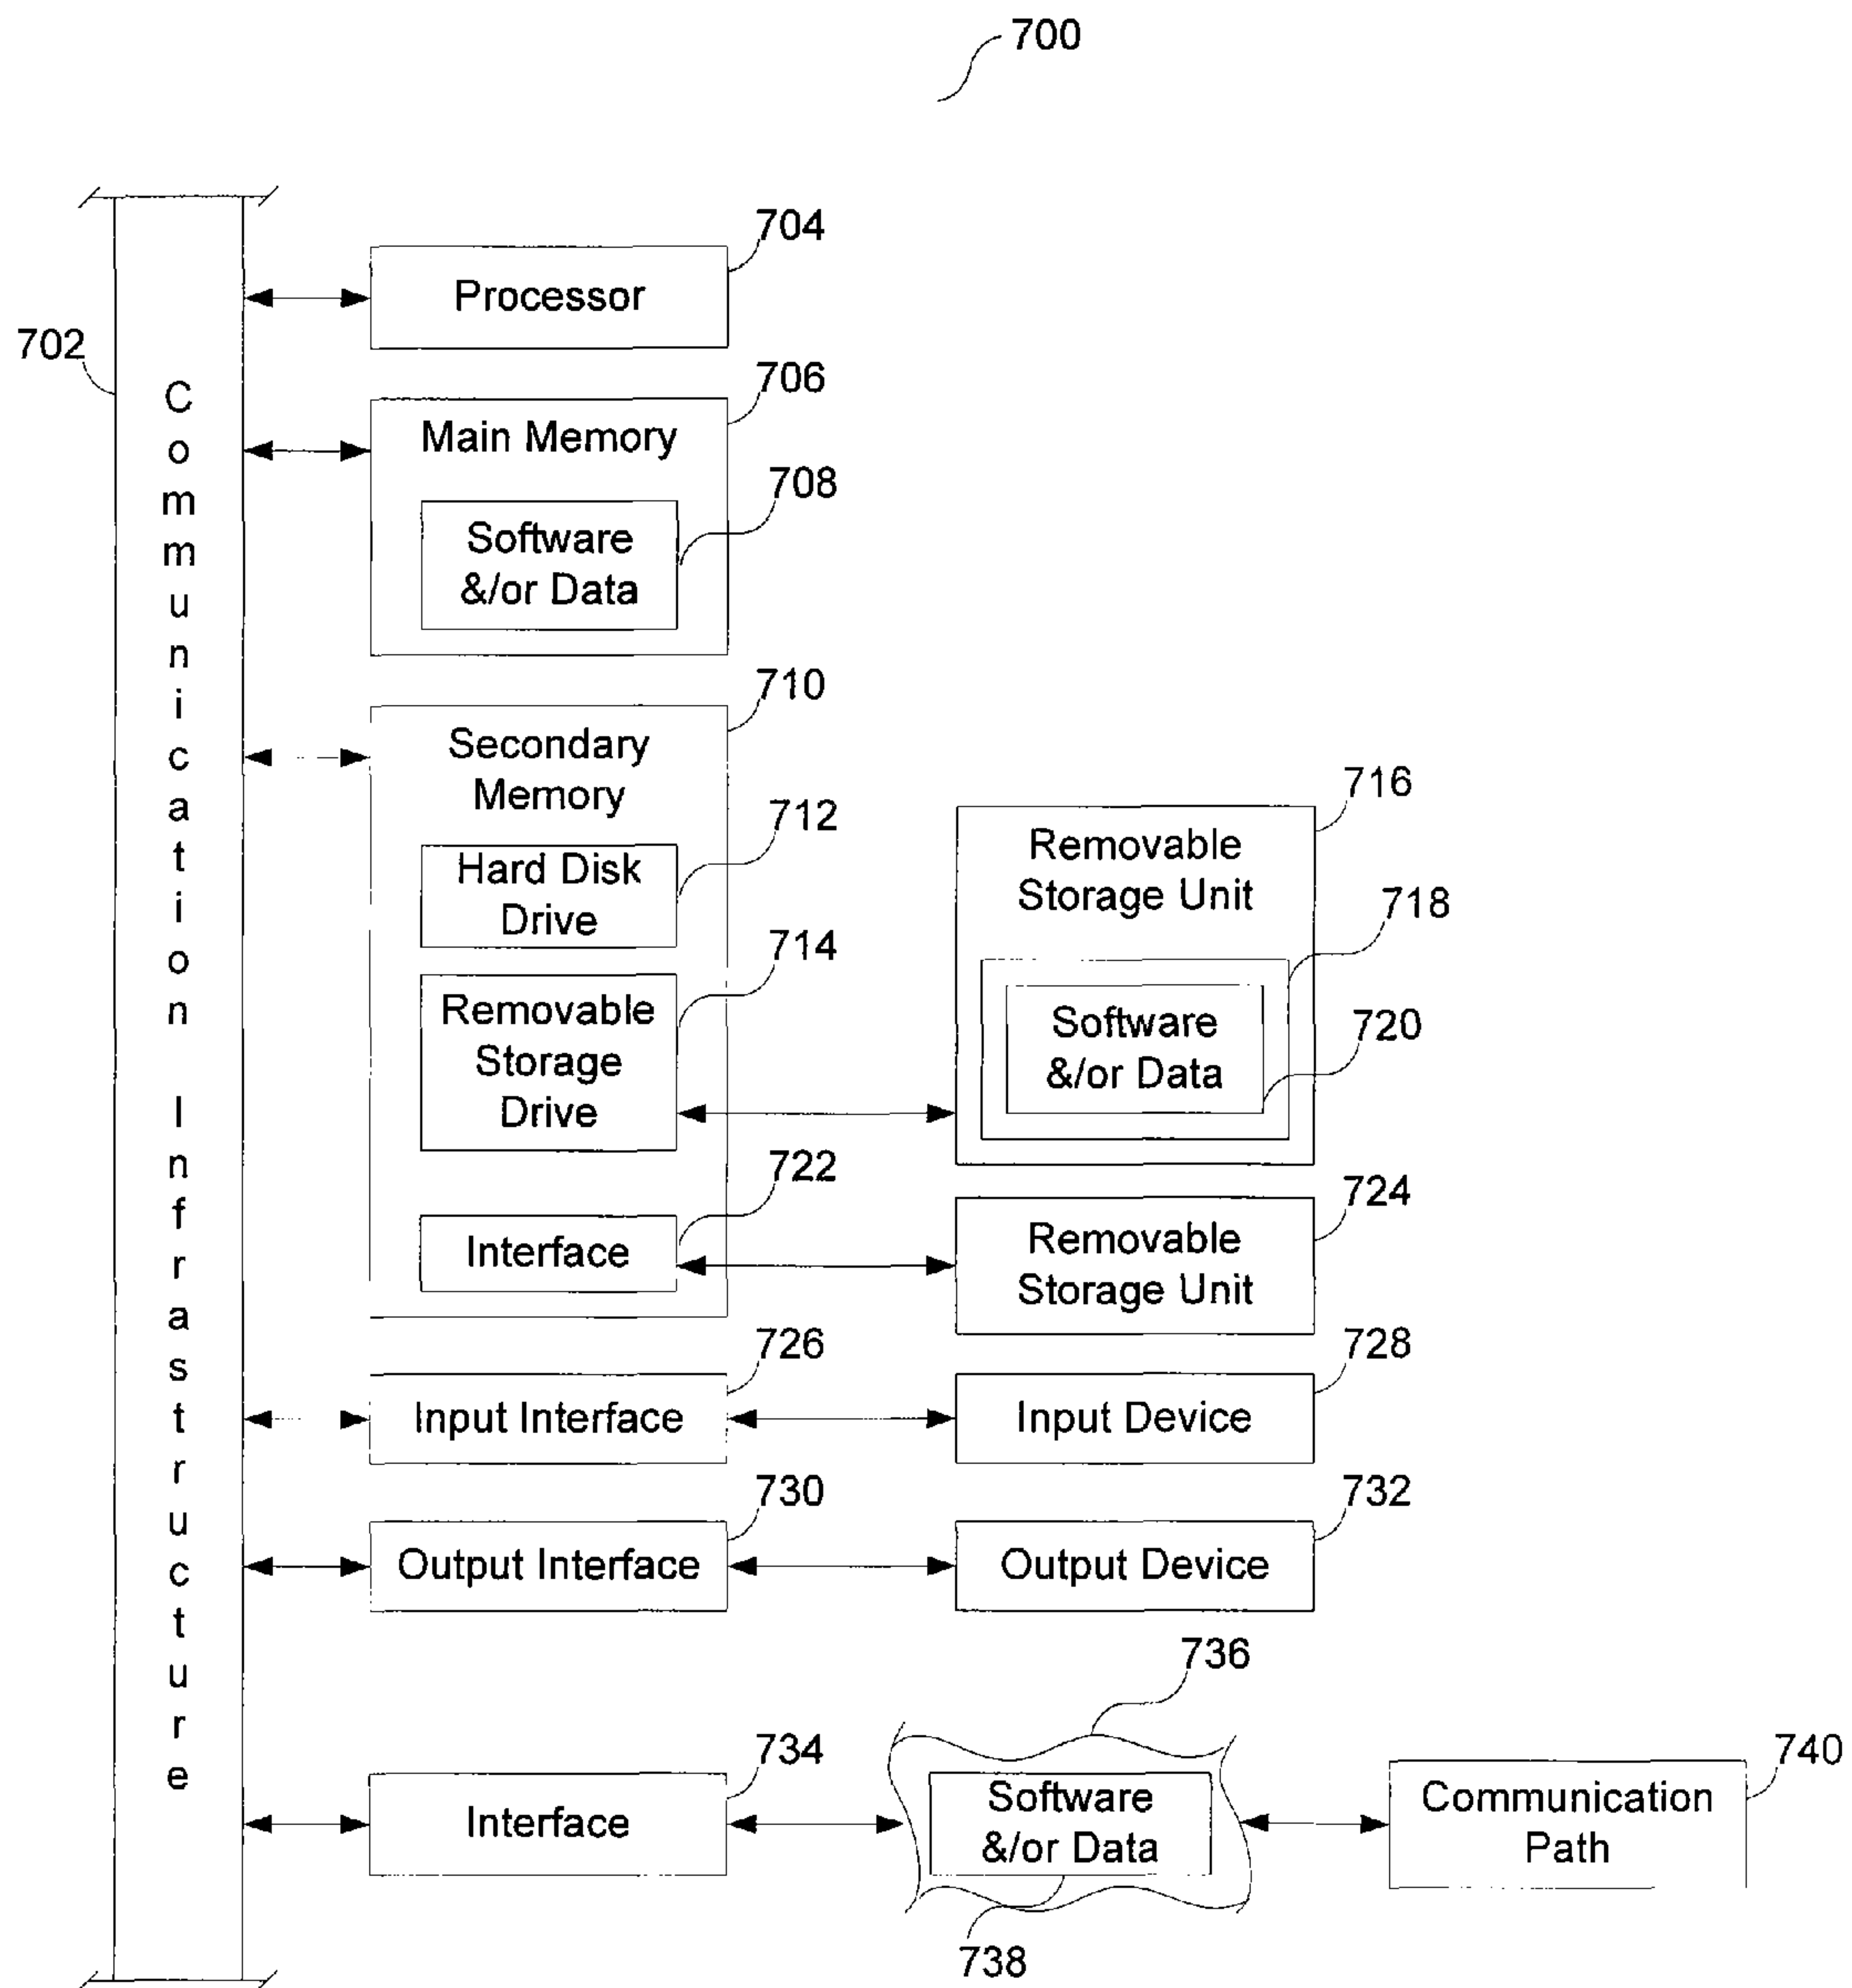 700
704
Processor
702
706
Main Memory
708
Software
&/or Data
Communication Infrastructure
710
Secondary
Memory
712
Hard Disk
Drive
714
Removable
Storage
Drive
716
Removable
Storage Unit
718
Software
&/or Data
720
722
Interface
724
Removable
Storage Unit
726
Input Interface
728
Input Device
730
Output Interface
732
Output Device
734
Interface
736
Software
&/or Data
738
740
Communication
Path